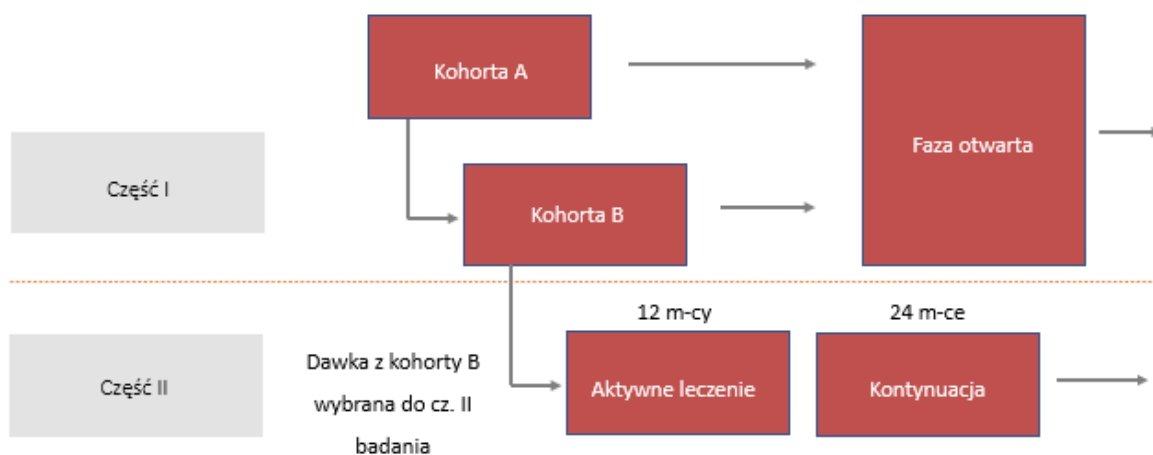 Kohorta A
Faza otwarta
Część I
Kohorta B
12 m-cy
24 m-ce
Dawka z kohorty B
wybrana do cz. II
badania
Część II
Aktywne leczenie
Kontynuacja